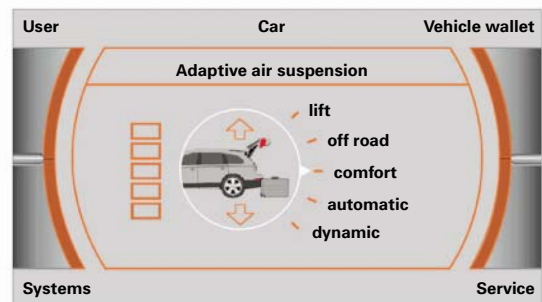 User Car Vehicle wallet
Adaptive air suspension
lift
off road
comfort
automatic
dynamic
Systems Service